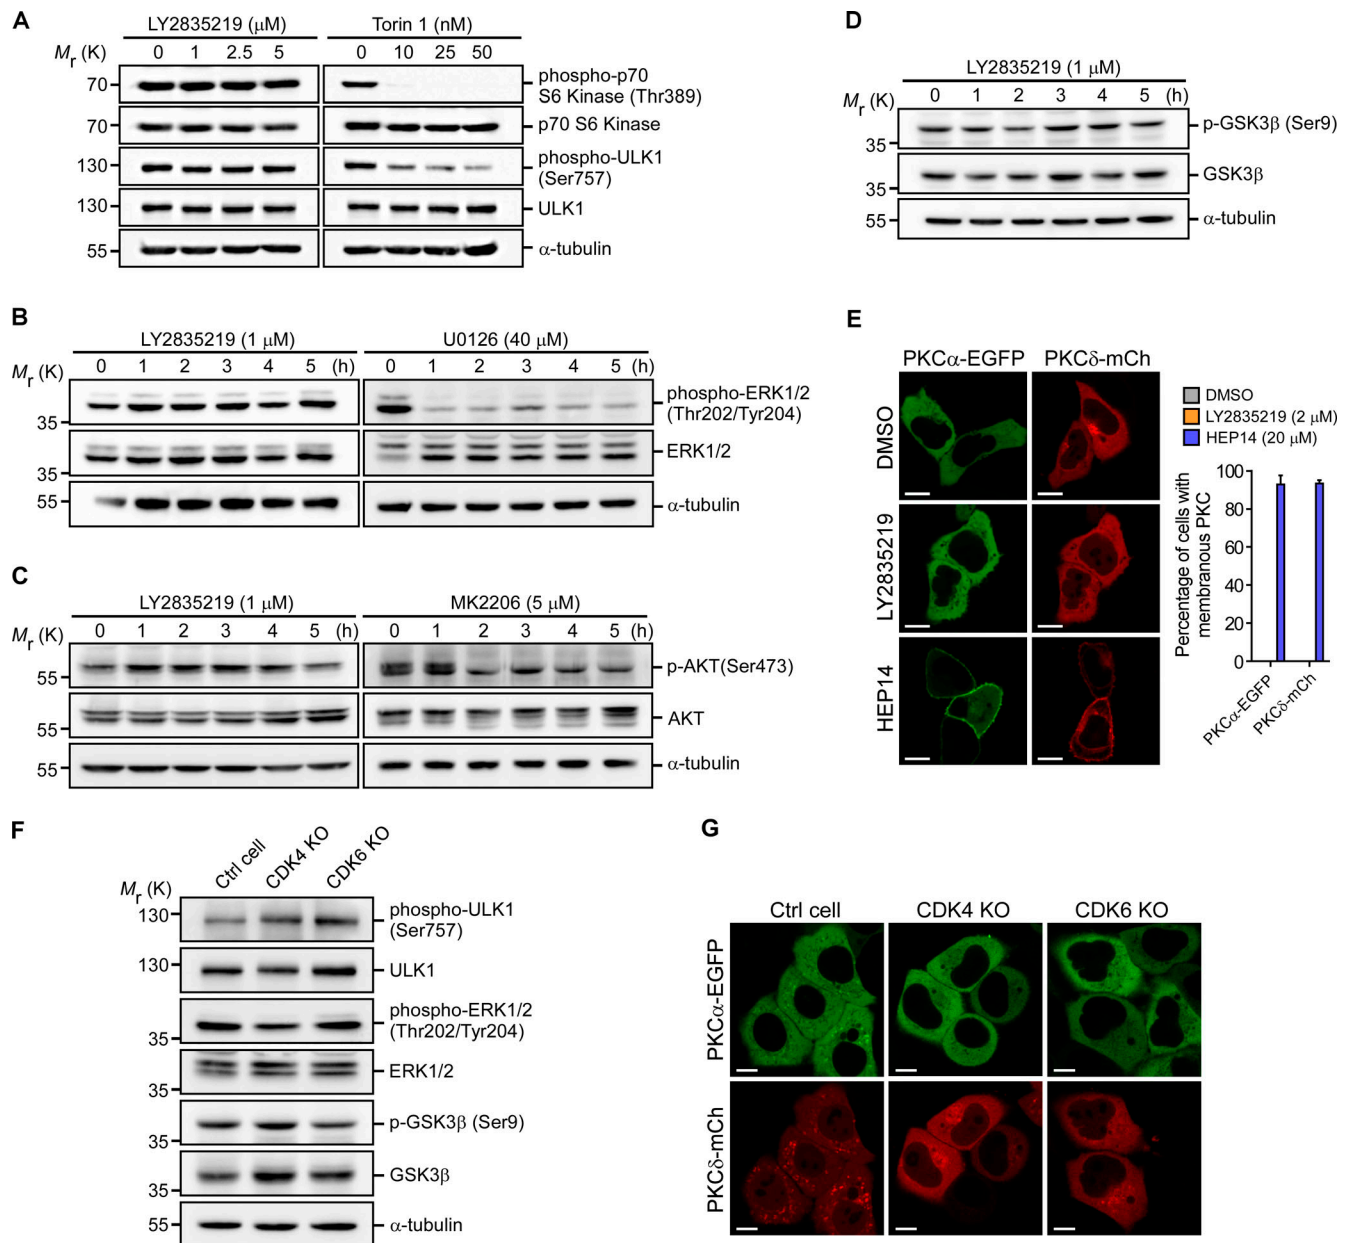 A
LY2835219 (μM)
Torin 1 (nM)
Mr (K)
0 1 2.5 5
0 10 25 50
70
phospho-p70
S6 Kinase (Thr389)
70
p70 S6 Kinase
130
phospho-ULK1
(Ser757)
130
ULK1
55
α-tubulin
B
LY2835219 (1 μM)
U0126 (40 μM)
Mr (K)
0 1 2 3 4 5 (h)
0 1 2 3 4 5 (h)
35
phospho-ERK1/2
(Thr202/Tyr204)
35
ERK1/2
55
α-tubulin
C
LY2835219 (1 μM)
MK2206 (5 μM)
Mr (K)
0 1 2 3 4 5 (h)
0 1 2 3 4 5 (h)
55
p-AKT(Ser473)
55
AKT
55
α-tubulin
D
LY2835219 (1 μM)
Mr (K)
0 1 2 3 4 5 (h)
35
p-GSK3β (Ser9)
35
GSK3β
55
α-tubulin
E
PKCα-EGFP
PKCδ-mCh
DMSO
LY2835219
HEP14
DMSO
LY2835219 (2 μM)
HEP14 (20 μM)
Percentage of cells with
membranous PKC
100
80
60
40
20
0
PKCα-EGFP
PKCδ-mCh
F
Ctrl cell
CDK4 KO
CDK6 KO
Mr (K)
130
phospho-ULK1
(Ser757)
130
ULK1
35
phospho-ERK1/2
(Thr202/Tyr204)
35
ERK1/2
35
p-GSK3β (Ser9)
35
GSK3β
55
α-tubulin
G
Ctrl cell
CDK4 KO
CDK6 KO
PKCα-EGFP
PKCδ-mCh